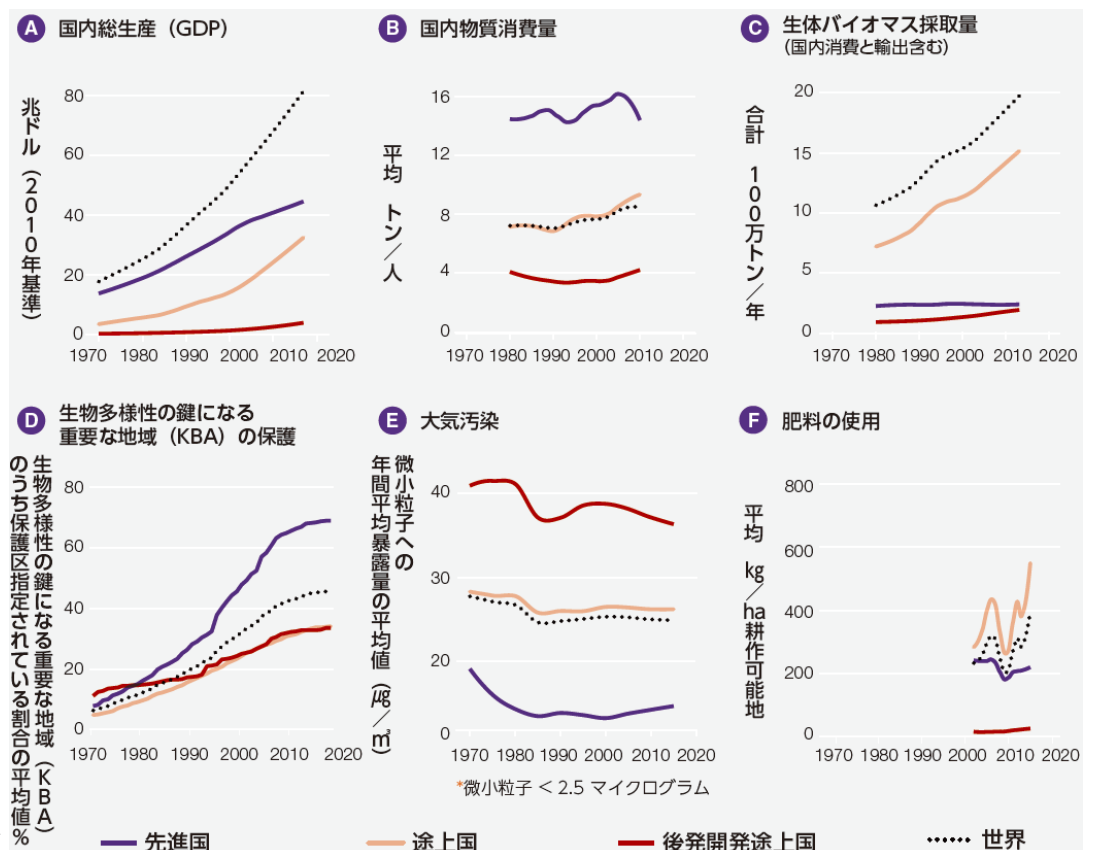 A 国内総生産（GDP）
兆ドル（2010年基準）
80
60
40
20
0
1970 1980 1990 2000 2010 2020
B 国内物質消費量
平均 トン／人
16
12
8
4
0
1970 1980 1990 2000 2010 2020
C 生体バイオマス採取量
（国内消費と輸出含む）
合計 100万トン／年
20
15
10
5
0
1970 1980 1990 2000 2010 2020
D 生物多様性の鍵になる
重要な地域（KBA）の保護
生物多様性の鍵になる重要な地域（KBA）
のうち保護区指定されている割合の平均値％
80
60
40
20
0
1970 1980 1990 2000 2010 2020
E 大気汚染
微小粒子への
年間平均暴露量の平均値（㎍／㎥）
40
30
20
0
1970 1980 1990 2000 2010 2020
*微小粒子 < 2.5 マイクログラム
F 肥料の使用
平均 kg／ha耕作可能地
800
600
400
200
0
1970 1980 1990 2000 2010 2020
先進国 途上国 後発開発途上国 世界